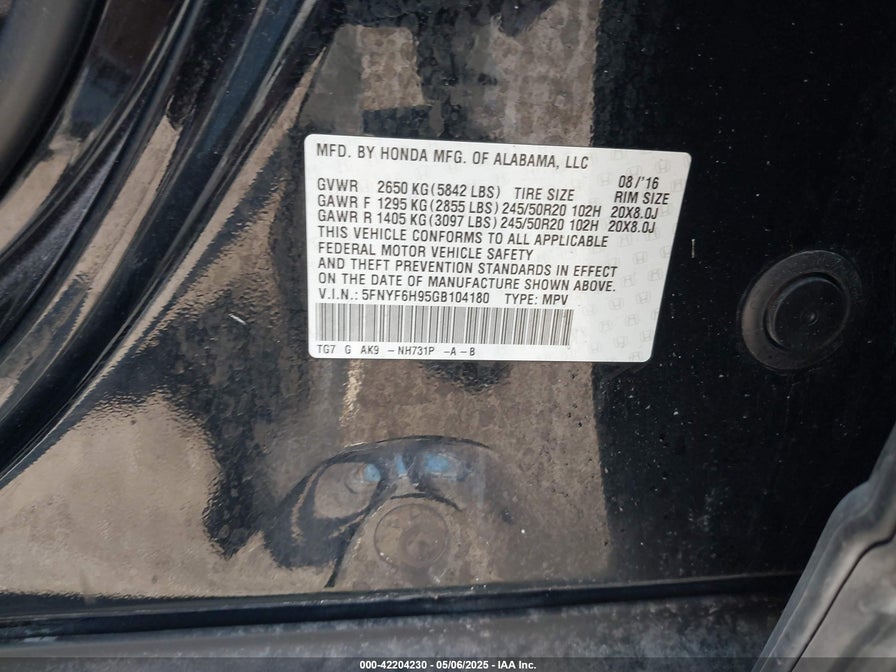 MFD. BY HONDA MFG. OF ALABAMA, LLC
08/'16
GVWR 2650 KG(5842 LBS) TIRE SIZE RIM SIZE
GAWR F 1295 KG(2855 LBS)245/50R20 102H 20X8.0J
GAWR R 1405 KG(3097 LBS)245/50R20 102H 20X8.0J
THIS VEHICLE CONFORMS TO ALL APPLICABLE
FEDERAL MOTOR VEHICLE SAFETY
AND THEFT PREVENTION STANDARDS IN EFFECT
ON THE DATE OF MANUFACTURE SHOWN ABOVE.
V.I.N.: 5FNYF6H95GB104180 TYPE: MPV
TG7 G AK9 -NH731P -A-B
000-42204230 - 05/06/2025 - IAA Inc.